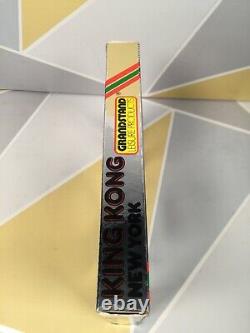 KING KONG
NEW YORK
GRANDSTAND
LEISURE PRODUCTS